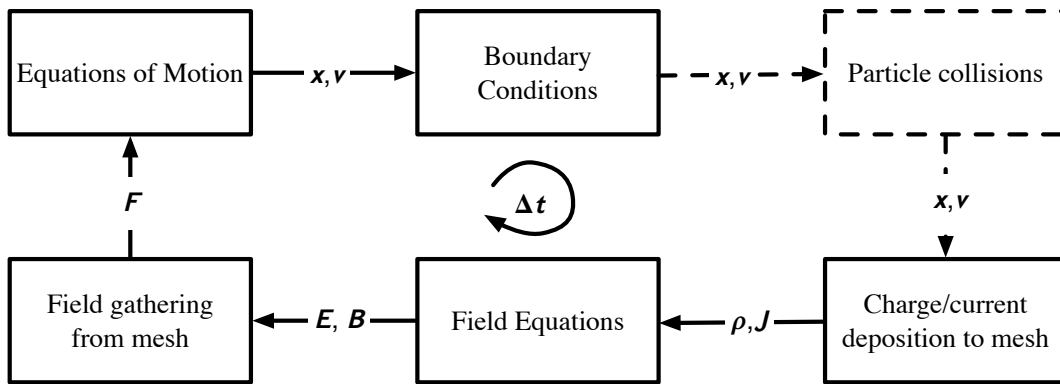 Equations of Motion
x,v
Boundary
Conditions
x,v
Particle collisions
F
Δt
x,v
Field gathering
from mesh
E, B
Field Equations
ρ,J
Charge/current
deposition to mesh